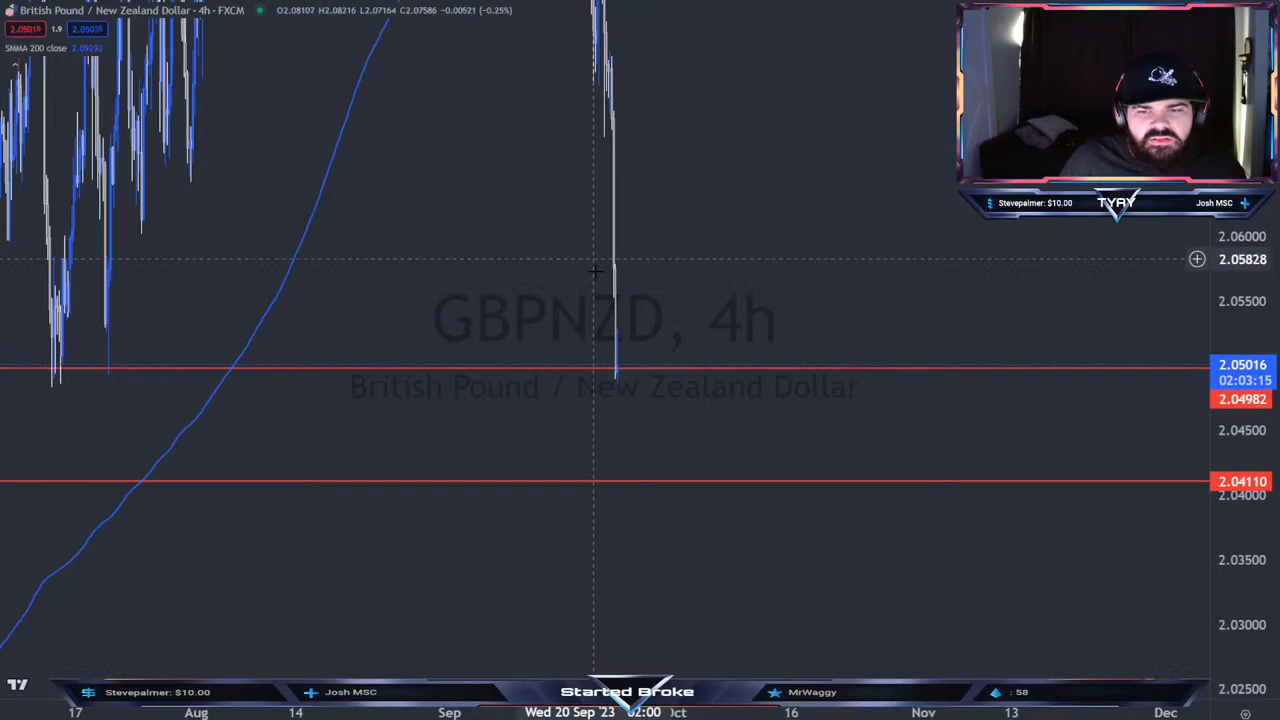 British Pound / New Zealand Dollar · 4h · FXCM O2.08107 H2.08216 L2.07164 C2.07586 −0.00521 (−0.25%)
2.05016 1.9 2.05035
SMMA 200 close 2.09293
Stevepalmer: $10.00 TYAY Josh MSC
2.06000
2.05828
2.05500
GBPNZD, 4h
British Pound / New Zealand Dollar
2.05016
02:03:15
2.04982
2.04500
2.04110
2.04000
2.03500
2.03000
2.02500
Stevepalmer: $10.00 Josh MSC Started Broke MrWaggy : 58
17 Aug 14 Sep Wed 20 Sep '23 02:00 Oct 16 Nov 13 Dec